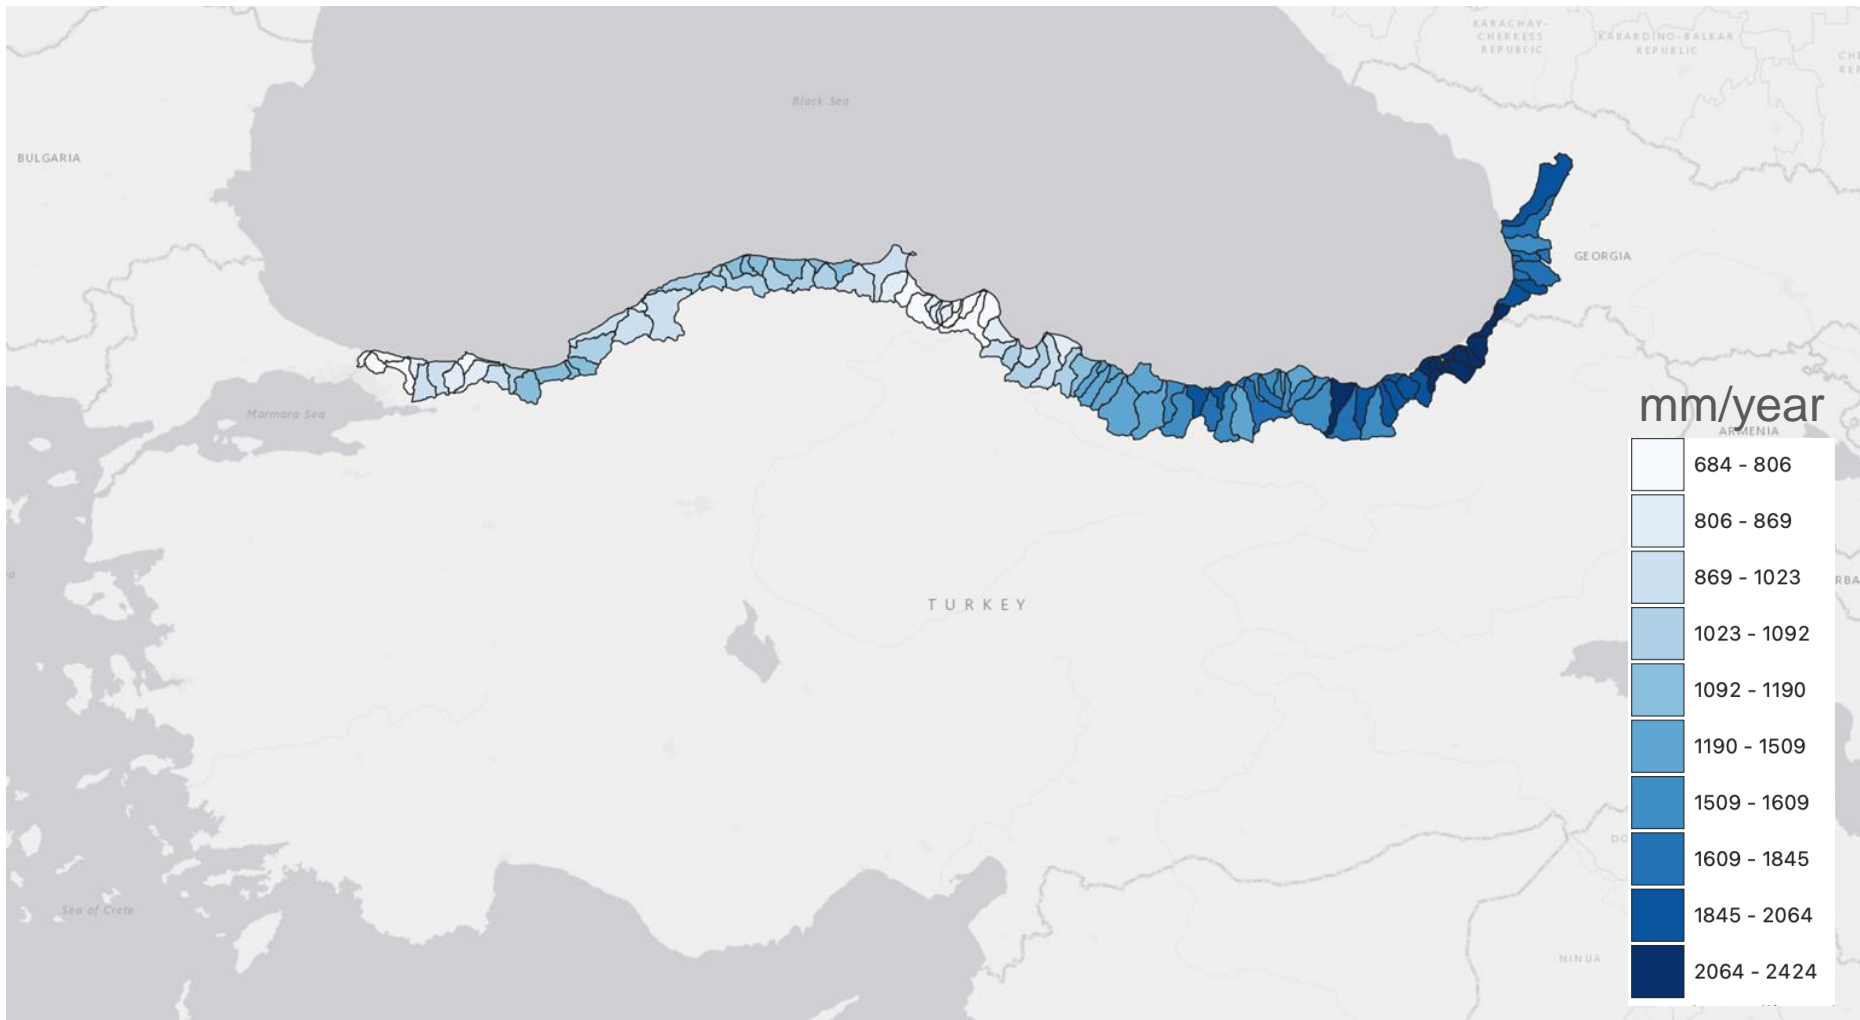 KARACHAY-
CHERKESS
REPUBLIC
KABARDINO-BALKAR
REPUBLIC
Black Sea
BULGARIA
GEORGIA
mm/year
Marmara Sea
ARMENIA
684 - 806
806 - 869
869 - 1023
1023 - 1092
1092 - 1190
1190 - 1509
1509 - 1609
1609 - 1845
1845 - 2064
2064 - 2424
TURKEY
Sea of Crete
NINUA